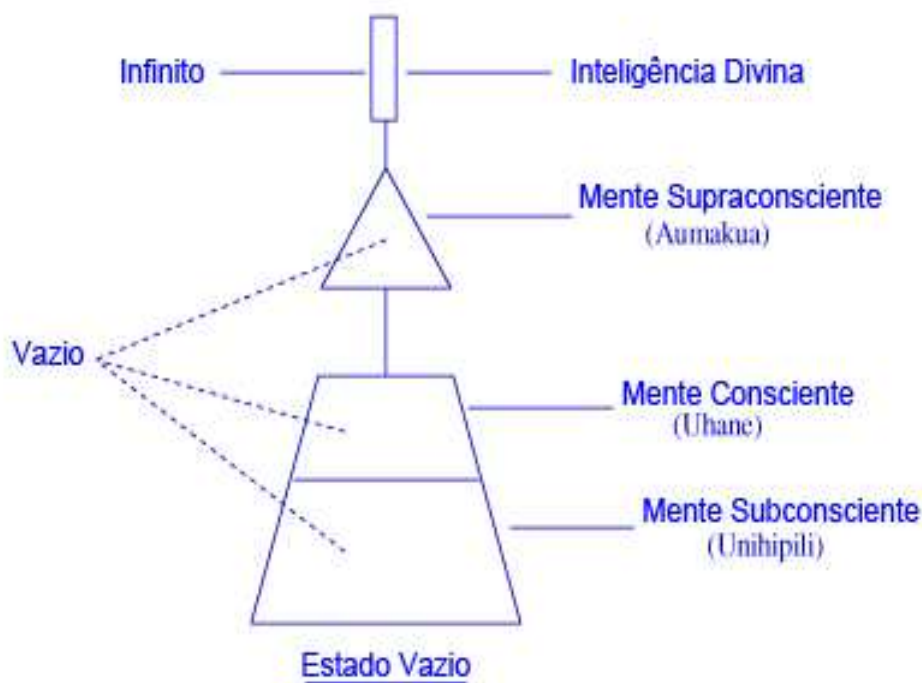 Infinito
Inteligência Divina
Mente Supraconsciente
(Aumakua)
Vazio
Mente Consciente
(Uhane)
Mente Subconsciente
(Unihipili)
Estado Vazio